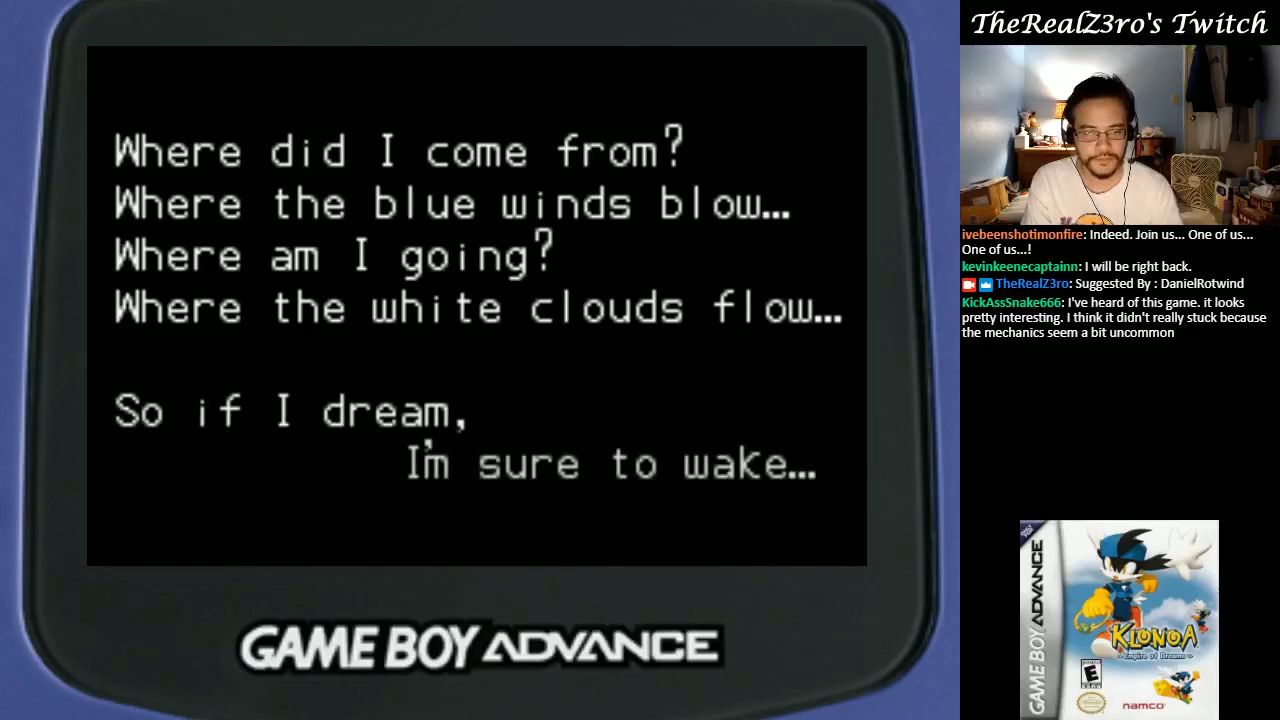 TheRealZ3ro's Twitch
Where did I come from?
Where the blue winds blow...
Where am I going?
Where the white clouds flow...
So if I dream,
I'm sure to wake...
GAME BOY ADVANCE
ivebeenshotimonfire: Indeed. Join us... One of us...
One of us...!
kevinkeenecaptainn: I will be right back.
TheRealZ3ro: Suggested By : DanielRotwind
KickAssSnake666: I've heard of this game. it looks
pretty interesting. I think it didn't really stuck because
the mechanics seem a bit uncommon
GAME BOY ADVANCE
KLONOA
Empire of Dreams
E
namco